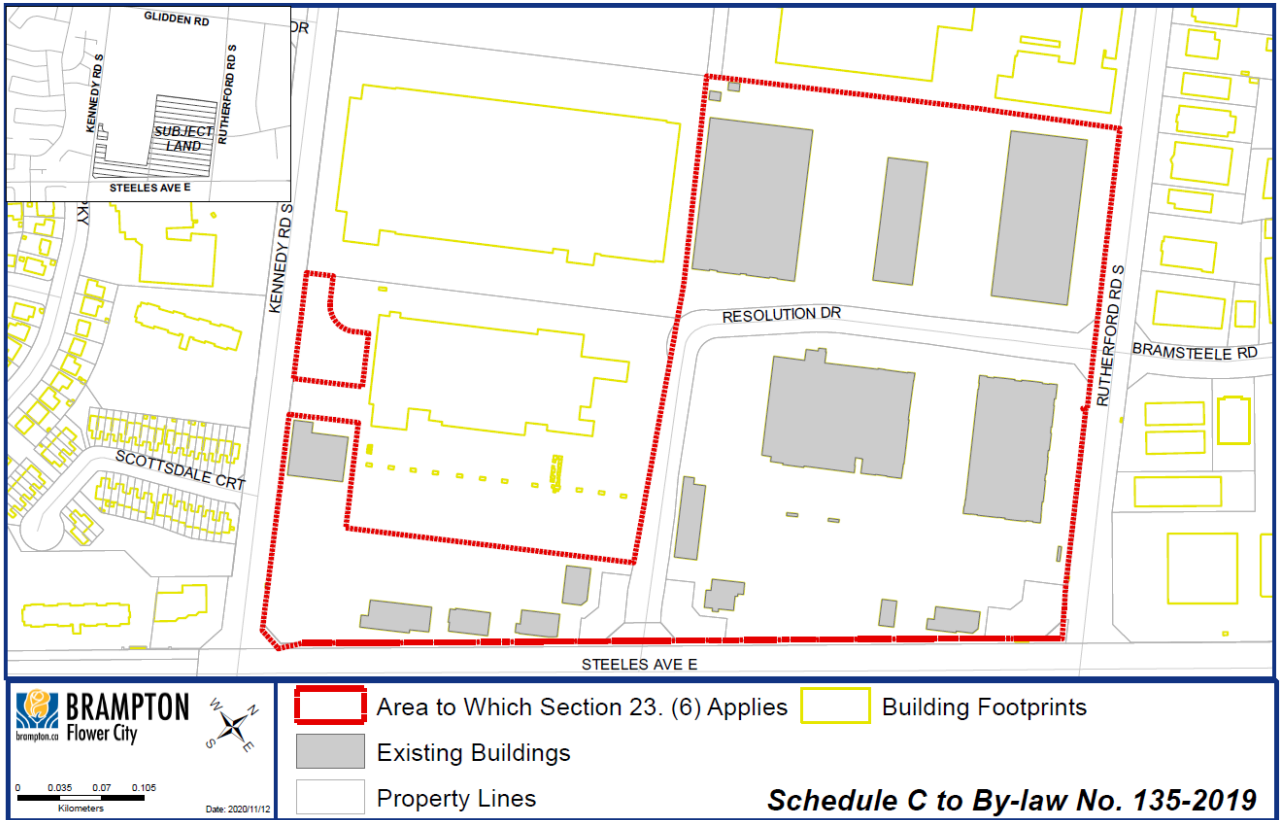 GLIDDEN RD
KENNEDY RD S
RUTHERFORD RD S
SUBJECT
LAND
STEELES AVE E
DR
PKY
KENNEDY RD S
RESOLUTION DR
RUTHERFORD RD S
BRAMSTEELE RD
SCOTTSDALE CRT
STEELES AVE E
BRAMPTON
brampton.ca Flower City
W N
S E
0 0.035 0.07 0.105
Kilometers
Date: 2020/11/12
Area to Which Section 23. (6) Applies
Building Footprints
Existing Buildings
Property Lines
Schedule C to By-law No. 135-2019